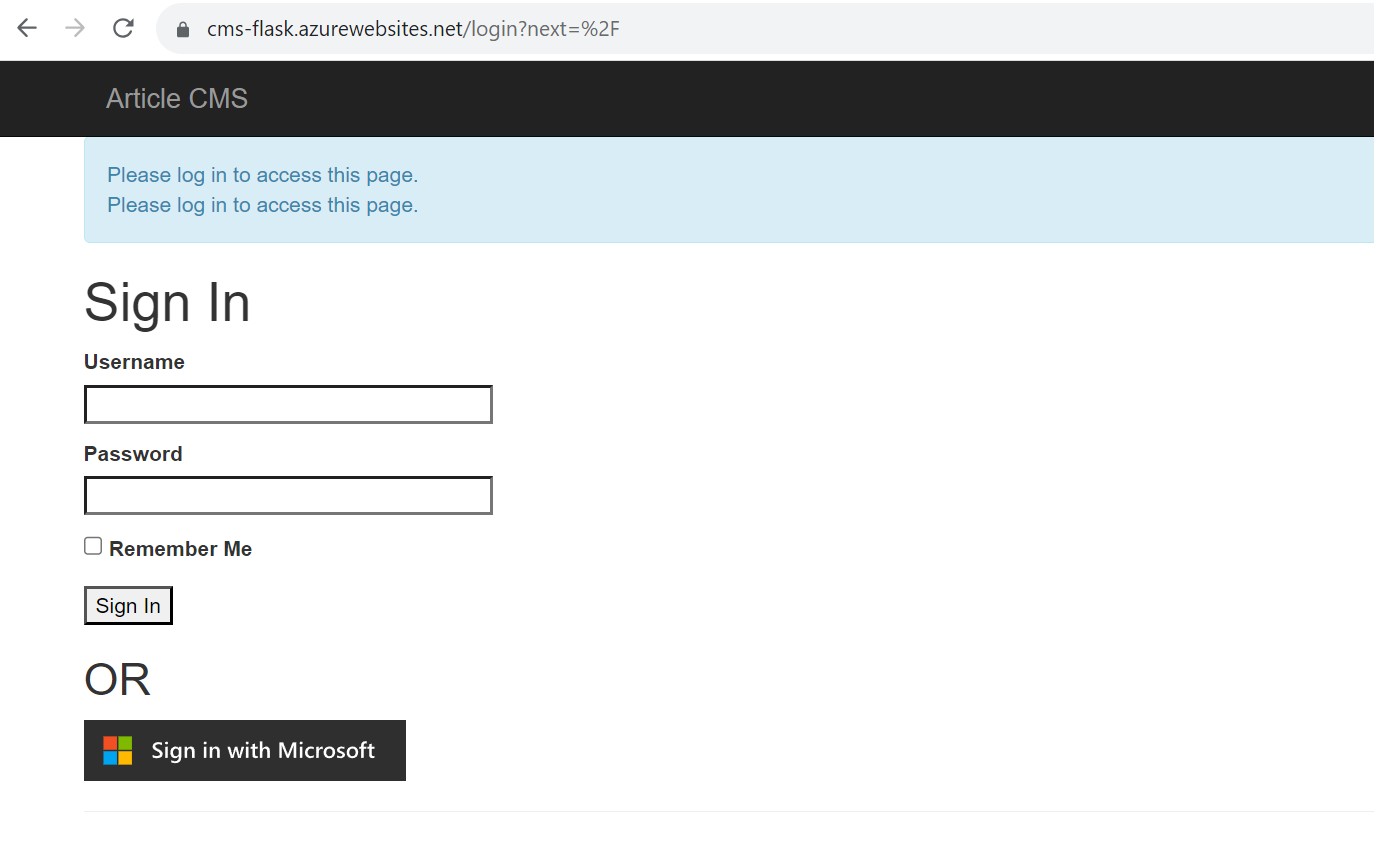 cms-flask.azurewebsites.net/login?next=%2F
Article CMS
Please log in to access this page.
Please log in to access this page.
Sign In
Username
Password
Remember Me
Sign In
OR
Sign in with Microsoft